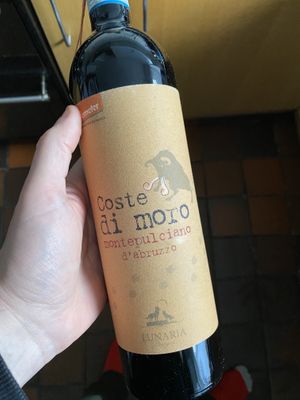 demeter
Coste
di moro
montepulciano
d'abruzzo
LUNARIA